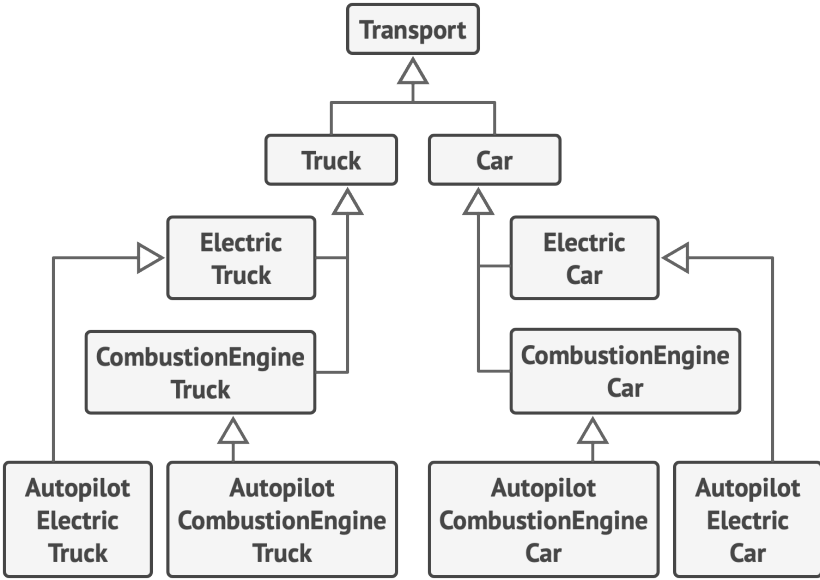 Transport
Truck
Car
Electric
Truck
Electric
Car
CombustionEngine
Truck
CombustionEngine
Car
Autopilot
Electric
Truck
Autopilot
CombustionEngine
Truck
Autopilot
CombustionEngine
Car
Autopilot
Electric
Car